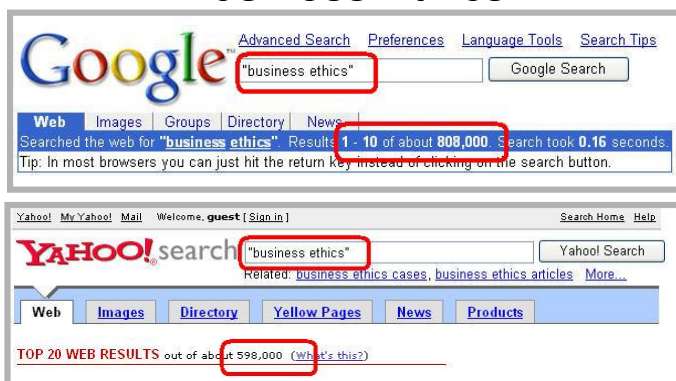 Google™
Advanced Search Preferences Language Tools Search Tips
"business ethics" Google Search
Web Images Groups Directory News
Searched the web for "business ethics". Results 1 - 10 of about 808,000. Search took 0.16 seconds.
Tip: In most browsers you can just hit the return key instead of clicking on the search button.
Yahoo! My Yahoo! Mail Welcome, guest [Sign in] Search Home Help
YAHOO! search "business ethics" Yahoo! Search
Related: business ethics cases, business ethics articles More...
Web Images Directory Yellow Pages News Products
TOP 20 WEB RESULTS out of about 598,000 (What's this?)